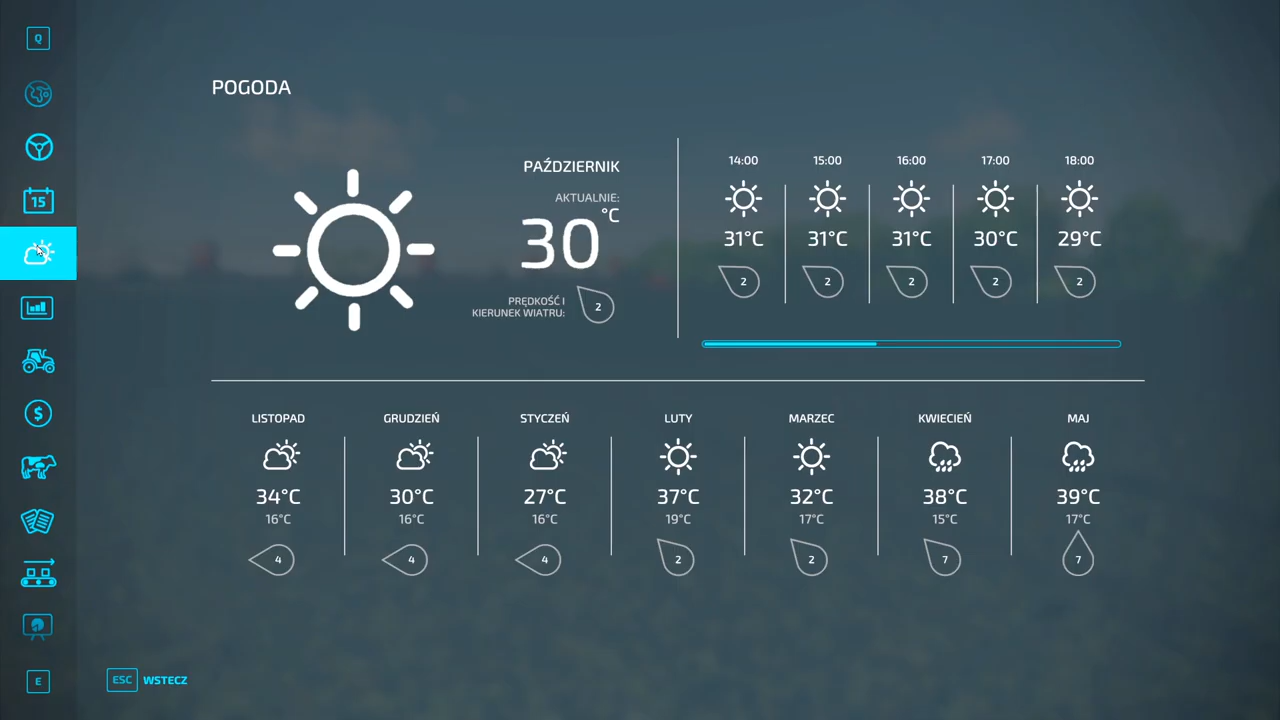 Q
POGODA
15
PAŹDZIERNIK
AKTUALNIE:
30 °C
PRĘDKOŚĆ I
KIERUNEK WIATRU:
2
14:00 15:00 16:00 17:00 18:00
31°C 31°C 31°C 30°C 29°C
2 2 2 2 2
$
LISTOPAD GRUDZIEŃ STYCZEŃ LUTY MARZEC KWIECIEŃ MAJ
34°C 30°C 27°C 37°C 32°C 38°C 39°C
16°C 16°C 16°C 19°C 17°C 15°C 17°C
4 4 4 2 2 7 7
E
ESC WSTECZ